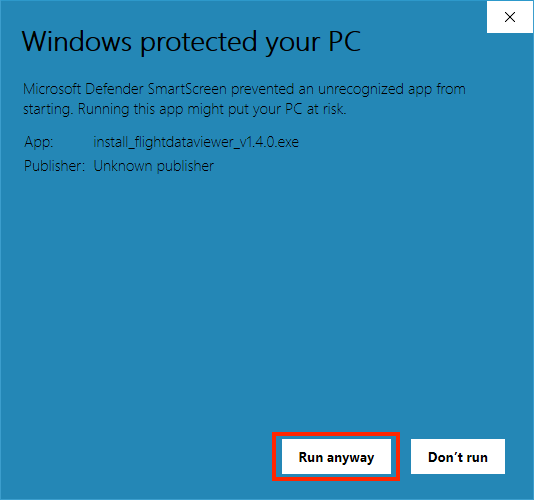 Windows protected your PC
Microsoft Defender SmartScreen prevented an unrecognized app from
starting. Running this app might put your PC at risk.
App: install_flightdataviewer_v1.4.0.exe
Publisher: Unknown publisher
Run anyway Don’t run